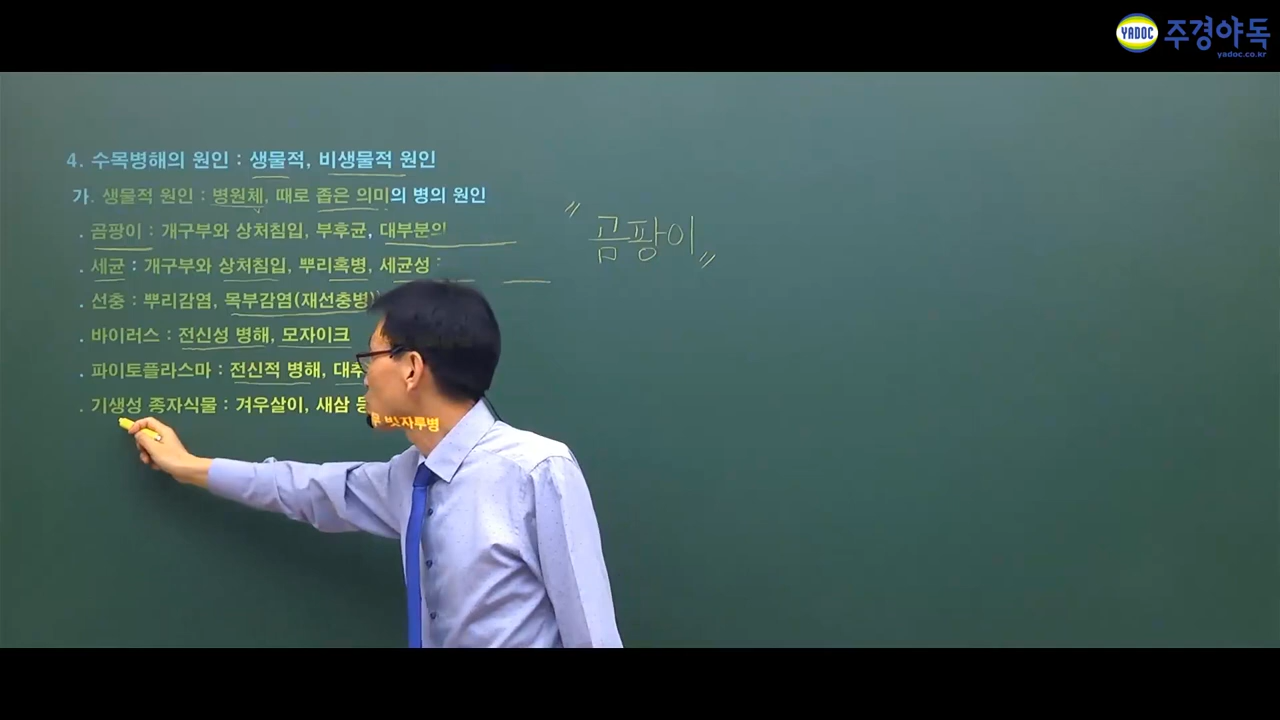 YADOC 주경야독
yadoc.co.kr
4. 수목병해의 원인 : 생물적, 비생물적 원인
가. 생물적 원인 : 병원체, 때로 좁은 의미의 병의 원인
. 곰팡이 : 개구부와 상처침입, 부후균, 대부분의
" 곰팡이 "
. 세균 : 개구부와 상처침입, 뿌리혹병, 세균성
. 선충 : 뿌리감염, 목부감염(재선충병)
. 바이러스 : 전신성 병해, 모자이크
. 파이토플라스마 : 전신적 병해, 대추
. 기생성 종자식물 : 겨우살이, 새삼 등
빗자루병